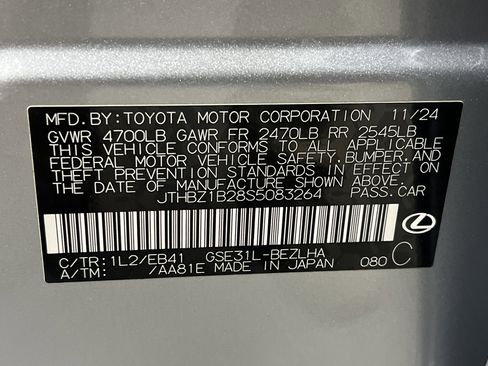 MFD. BY: TOYOTA MOTOR CORPORATION 11/24
GVWR 4700LB GAWR FR 2470LB RR 2545LB
THIS VEHICLE CONFORMS TO ALL APPLICABLE
FEDERAL MOTOR VEHICLE SAFETY, BUMPER, AND
THEFT PREVENTION STANDARDS IN EFFECT ON
THE DATE OF MANUFACTURE SHOWN ABOVE.
JTHBZ1B28S5083264 PASS. CAR
C/TR: 1L2/EB41 GSE31L-BEZLHA
A/TM: /AA81E MADE IN JAPAN 080 C